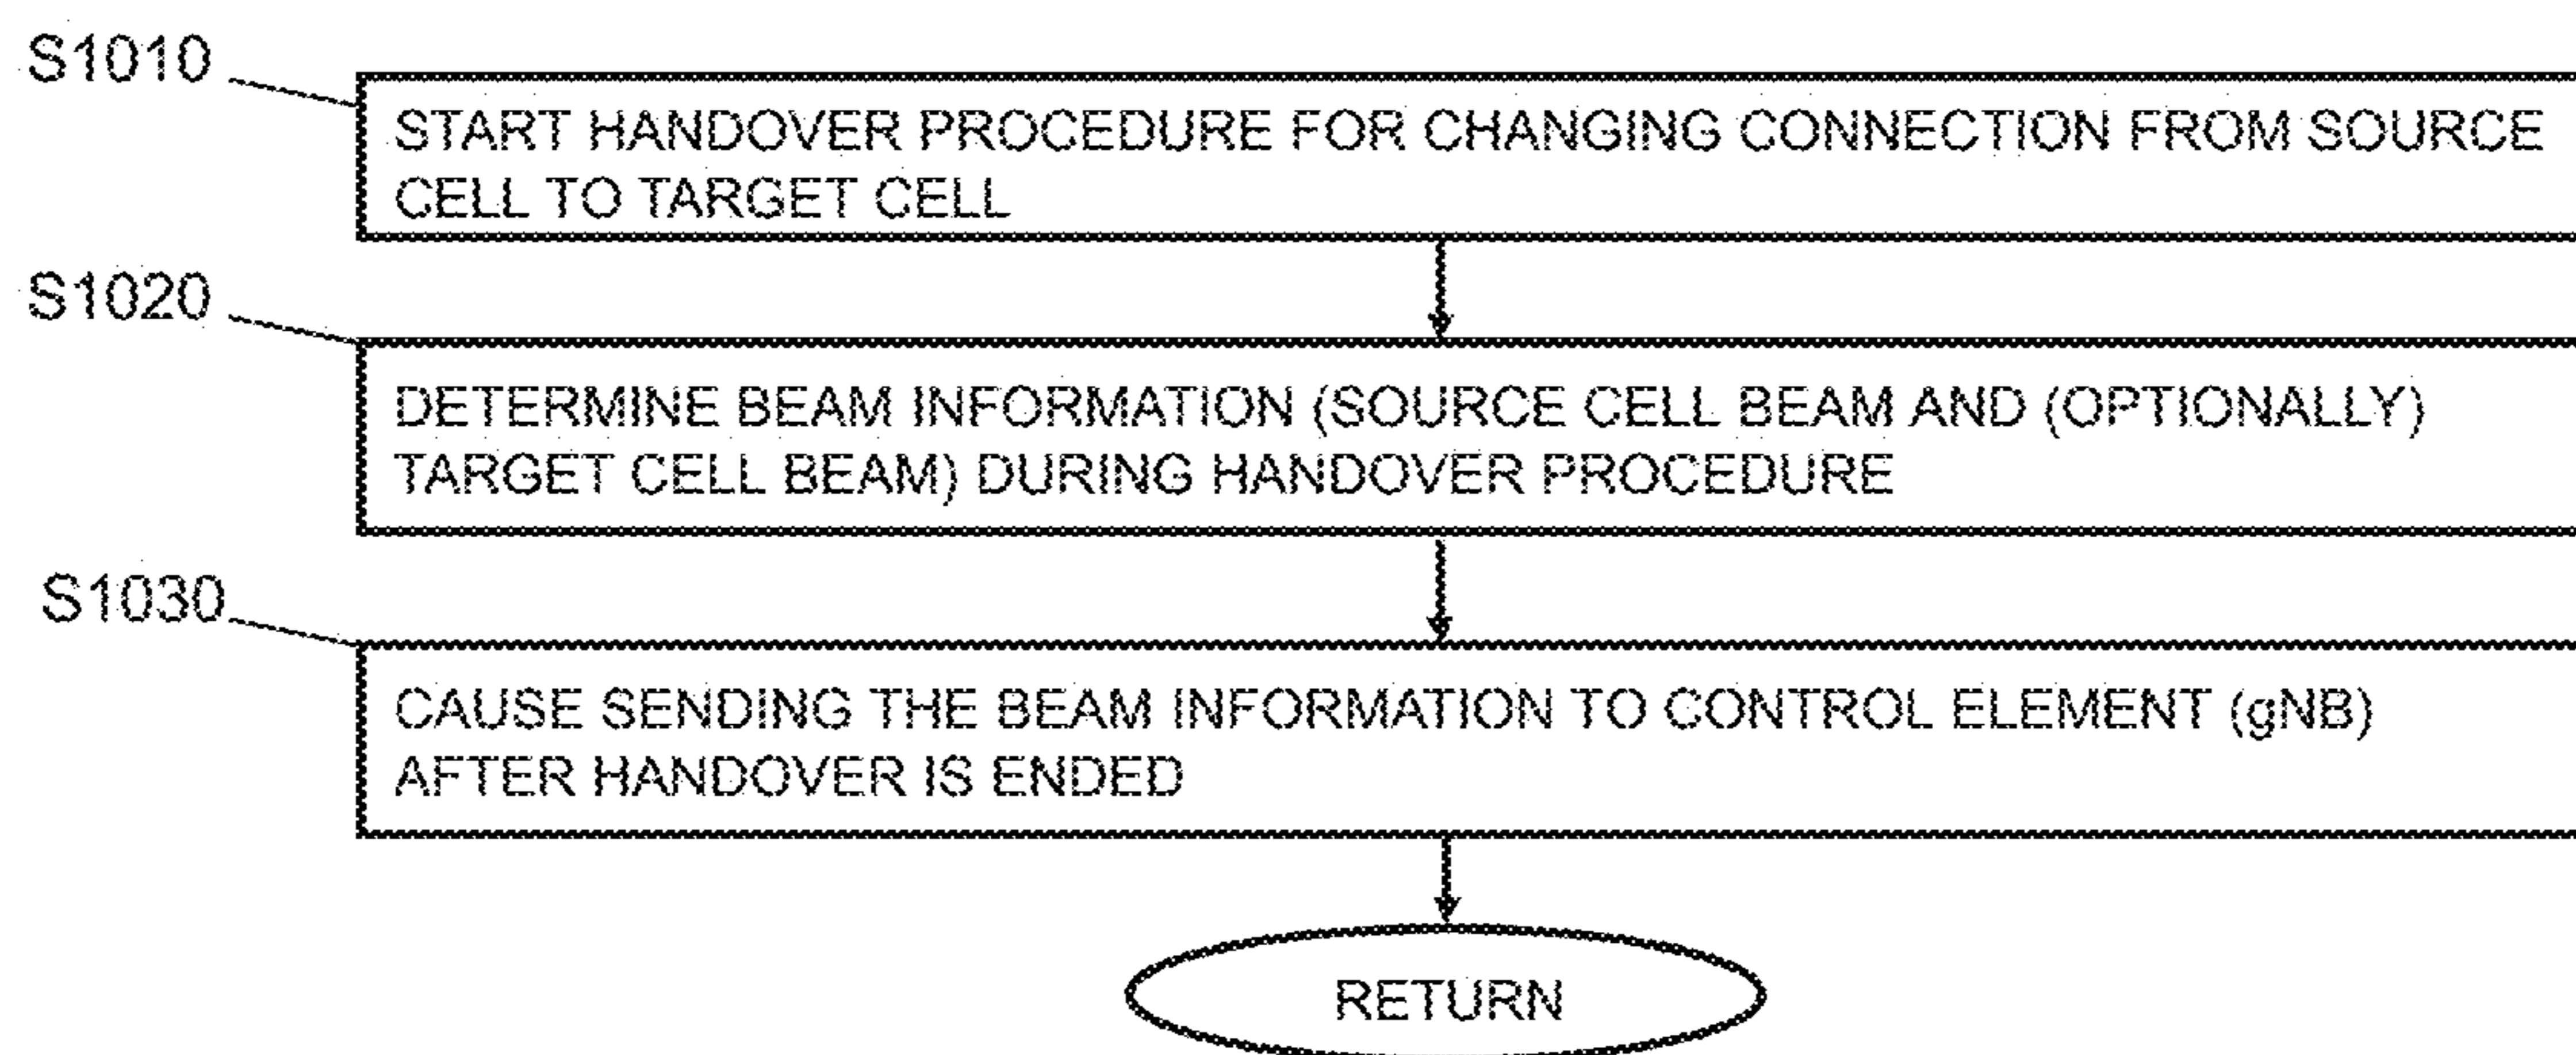 S1010
START HANDOVER PROCEDURE FOR CHANGING CONNECTION FROM SOURCE
CELL TO TARGET CELL
S1020
DETERMINE BEAM INFORMATION (SOURCE CELL BEAM AND (OPTIONALLY)
TARGET CELL BEAM) DURING HANDOVER PROCEDURE
S1030
CAUSE SENDING THE BEAM INFORMATION TO CONTROL ELEMENT (gNB)
AFTER HANDOVER IS ENDED
RETURN